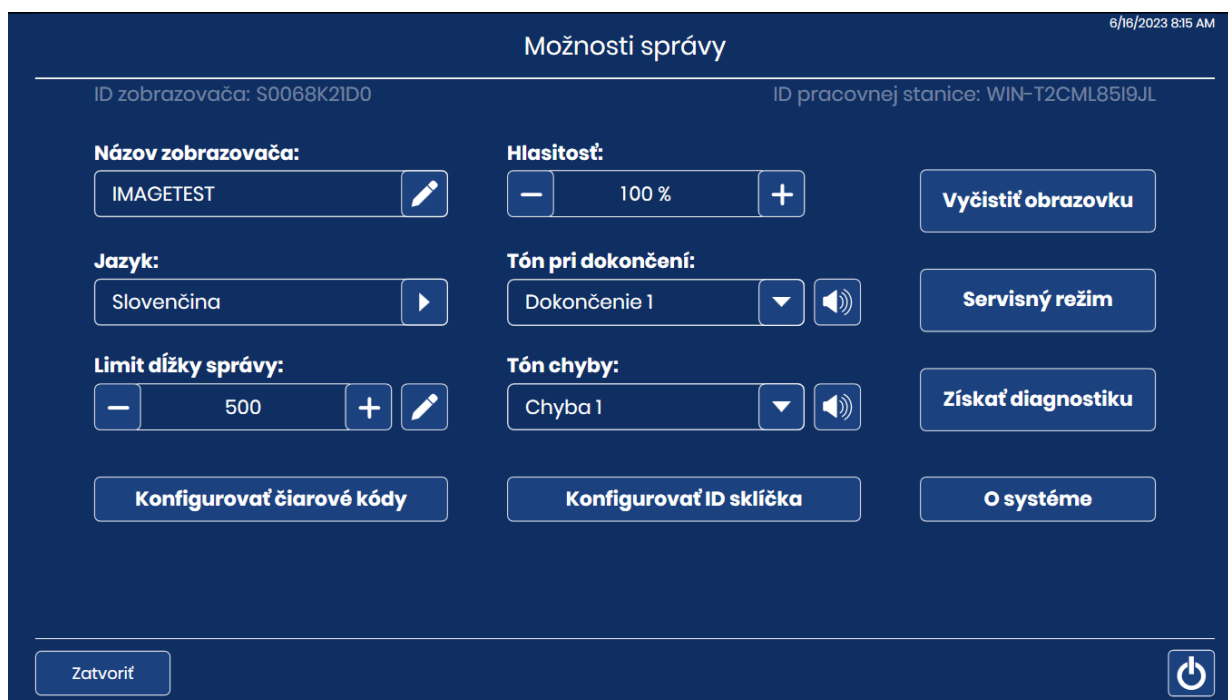 6/16/2023 8:15 AM
Možnosti správy
ID zobrazovača: S0068K21D0
ID pracovnej stanice: WIN-T2CML85I9JL
Názov zobrazovača:
Hlasitosť:
IMAGETEST
100 %
Vyčistiť obrazovku
Jazyk:
Tón pri dokončení:
Slovenčina
Dokončenie 1
Servisný režim
Limit dĺžky správy:
Tón chyby:
500
Chyba 1
Získať diagnostiku
Konfigurovať čiarové kódy
Konfigurovať ID sklíčka
O systéme
Zatvoriť